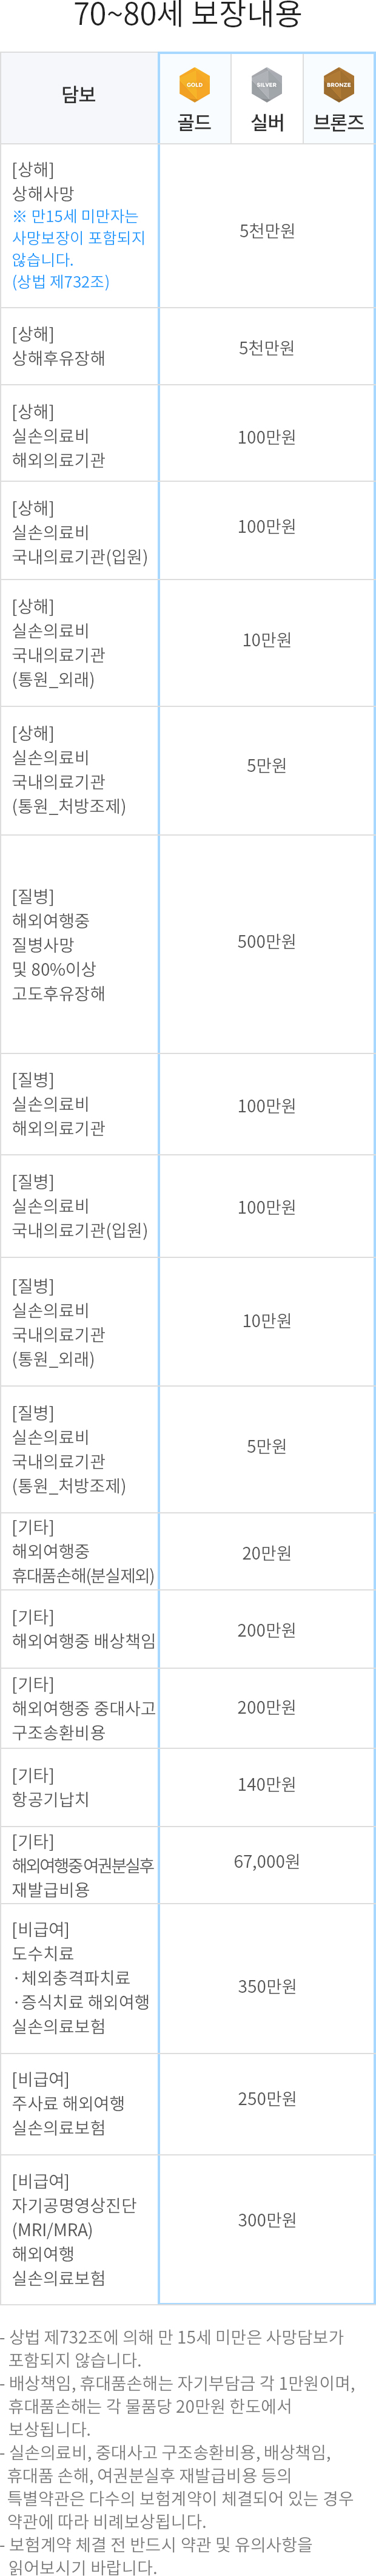 70~80세 보장내용
담보
GOLD
골드
SILVER
실버
BRONZE
브론즈
[상해]
상해사망
※ 만15세 미만자는
사망보장이 포함되지
않습니다.
(상법 제732조)
5천만원
[상해]
상해후유장해
5천만원
[상해]
실손의료비
해외의료기관
100만원
[상해]
실손의료비
국내의료기관(입원)
100만원
[상해]
실손의료비
국내의료기관
(통원_외래)
10만원
[상해]
실손의료비
국내의료기관
(통원_처방조제)
5만원
[질병]
해외여행중
질병사망
및 80%이상
고도후유장해
500만원
[질병]
실손의료비
해외의료기관
100만원
[질병]
실손의료비
국내의료기관(입원)
100만원
[질병]
실손의료비
국내의료기관
(통원_외래)
10만원
[질병]
실손의료비
국내의료기관
(통원_처방조제)
5만원
[기타]
해외여행중
휴대품손해(분실제외)
20만원
[기타]
해외여행중 배상책임
200만원
[기타]
해외여행중 중대사고
구조송환비용
200만원
[기타]
항공기납치
140만원
[기타]
해외여행중 여권분실후
재발급비용
67,000원
[비급여]
도수치료
·체외충격파치료
·증식치료 해외여행
실손의료보험
350만원
[비급여]
주사료 해외여행
실손의료보험
250만원
[비급여]
자기공명영상진단
(MRI/MRA)
해외여행
실손의료보험
300만원
- 상법 제732조에 의해 만 15세 미만은 사망담보가
포함되지 않습니다.
- 배상책임, 휴대품손해는 자기부담금 각 1만원이며,
휴대품손해는 각 물품당 20만원 한도에서
보상됩니다.
- 실손의료비, 중대사고 구조송환비용, 배상책임,
휴대품 손해, 여권분실후 재발급비용 등의
특별약관은 다수의 보험계약이 체결되어 있는 경우
약관에 따라 비례보상됩니다.
- 보험계약 체결 전 반드시 약관 및 유의사항을
읽어보시기 바랍니다.